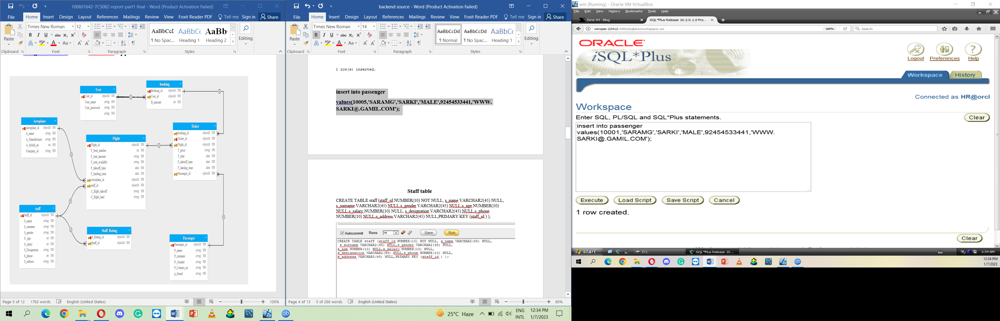 100601642-7CS082-report-part1 final - Word (Product Activation Failed)
File Home Insert Design Layout References Mailings Review View Foxit Reader PDF Tell me Sign in Share
Paste
Times New Roman 12
B I U abc X₂ X²
Aa
AaBbCcI AaBbC( AaBb(
¶ No Spac... Heading 1 Heading 2
Editing
Clipboard Font Paragraph Styles
User
User_id objectId NN
User_name string NN
User_password string NN
string NN
booking
Booking_id objectId NN
User_id objectId NN
B_amount int NN
Aeroplane
Aeroplane_id objectId NN
A_name string NN
A_Manufacturer string NN
A_Model_no int NN
Company_id string NN
Flight
Flight_id objectId NN
F_Seat_number int NN
F_seat_amount string NN
F_seat_available string NN
F_takeoff_time date NN
F_landing_time date NN
Aeroplane_id objectId NN
staff_id objectId NN
C_flight_takeoff string NN
C_flight_land string NN
Ticket
booking_id objectId NN
Ticket_id objectId NN
Flight_id objectId NN
T_price string NN
T_date date NN
F_takeoff_time date NN
F_landing_time date NN
Passenger_id objectId NN
staff
Staff_id objectId NN
S_name string NN
S_surname string NN
S_gender string NN
S_age int NN
S_salary int NN
S_Designation string NN
S_phone int NN
S_address string NN
Staff_Rating
S_Rating_id objectId NN
Staff_id objectId NN
Passenger
Passenger_id objectId NN
P_name string NN
P_surname string NN
P_Gender string NN
P_Contact_no string NN
p_Gmail string NN
Page 5 of 12 1783 words English (United States) 100%
backend source - Word (Product Activation Failed)
File Home Insert Design Layout References Mailings Review View Foxit Reader PDF Tell me Sign in Share
Paste
Times New Roman 14
B I U abc X₂ X²
Aa
AaBbCcDd AaBbCcDd AaBbC(
¶ Normal ¶ No Spac... Heading 1
Editing
Clipboard Font Paragraph Styles
1 row(s) inserted.
insert into passenger
values(10005,'SARAMG','SARKI','MALE',92454533441,'WWW.
SARKI@.GAMIL.COM');
Staff table
CREATE TABLE staff (staff_id NUMBER(10) NOT NULL, s_name VARCHAR2(45) NULL,
s_surname VARCHAR2(45) NULL,s_gender VARCHAR2(45) NULL,s_age NUMBER(10)
NULL,s_salary NUMBER(10) NULL, s_designation VARCHAR2(45) NULL,s_phone
NUMBER(10) NULL,s_address VARCHAR2(45) NULL,PRIMARY KEY (staff_id ) );
Autocommit Rows 10 Save Run
CREATE TABLE staff (staff_id NUMBER(10) NOT NULL, s_name VARCHAR2(45) NULL,
s_surname VARCHAR2(45) NULL,s_gender VARCHAR2(45) NULL,
s_age NUMBER(10) NULL,s_salary NUMBER(10) NULL,
s_designation VARCHAR2(45) NULL,s_phone NUMBER(10) NULL,
s_address VARCHAR2(45) NULL,PRIMARY KEY (staff_id ) );
Page 4 of 13 5 of 266 words English (United States) 80%
25°C Haze ENG INTL 12:34 PM 1/7/2023
win [Running] - Oracle VM VirtualBox
File Edit View History Bookmarks Tools Help
Zone 94 - Blog iSQL*Plus Release 10.2.0.1.0 Pro...
winxpie-22412:5560/isqlplus/workspace.uix 160% Search
ORACLE
iSQL*Plus
Logout Preferences Help
Workspace History
Connected as HR@orcl
Workspace
Enter SQL, PL/SQL and SQL*Plus statements.
Clear
insert into passenger
values(10001,'SARAMG','SARKI','MALE',92454533441,'WWW.
SARKI@.GAMIL.COM');
Execute Load Script Save Script Cancel
1 row created.
Clear
start C:\ iSQL*Plus Release 10... 1:34 AM
12:34 PM
1/7/2023